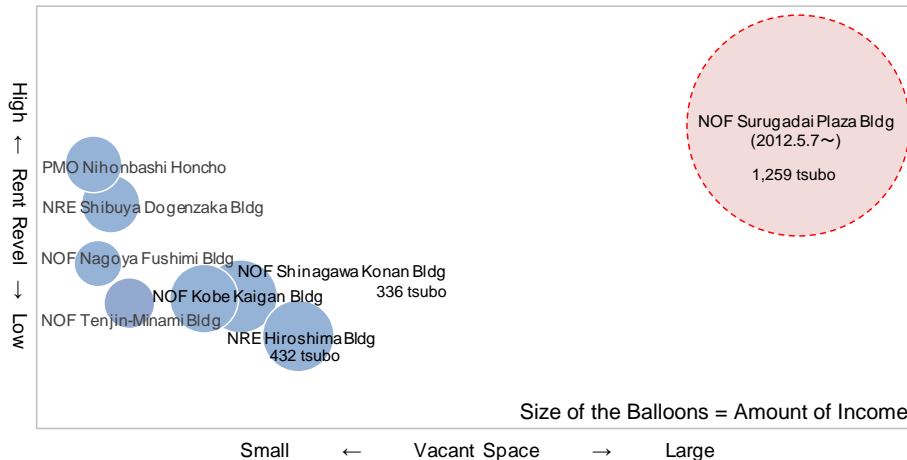 NOF Surugadai Plaza Bldg
(2012.5.7～)
1,259 tsubo
PMO Nihonbashi Honcho
NRE Shibuya Dogenzaka Bldg
NOF Nagoya Fushimi Bldg
NOF Shinagawa Konan Bldg
336 tsubo
NOF Kobe Kaigan Bldg
NOF Tenjin-Minami Bldg
NRE Hiroshima Bldg
432 tsubo
High ← Rent Revel → Low
Size of the Balloons = Amount of Income
Small ← Vacant Space → Large